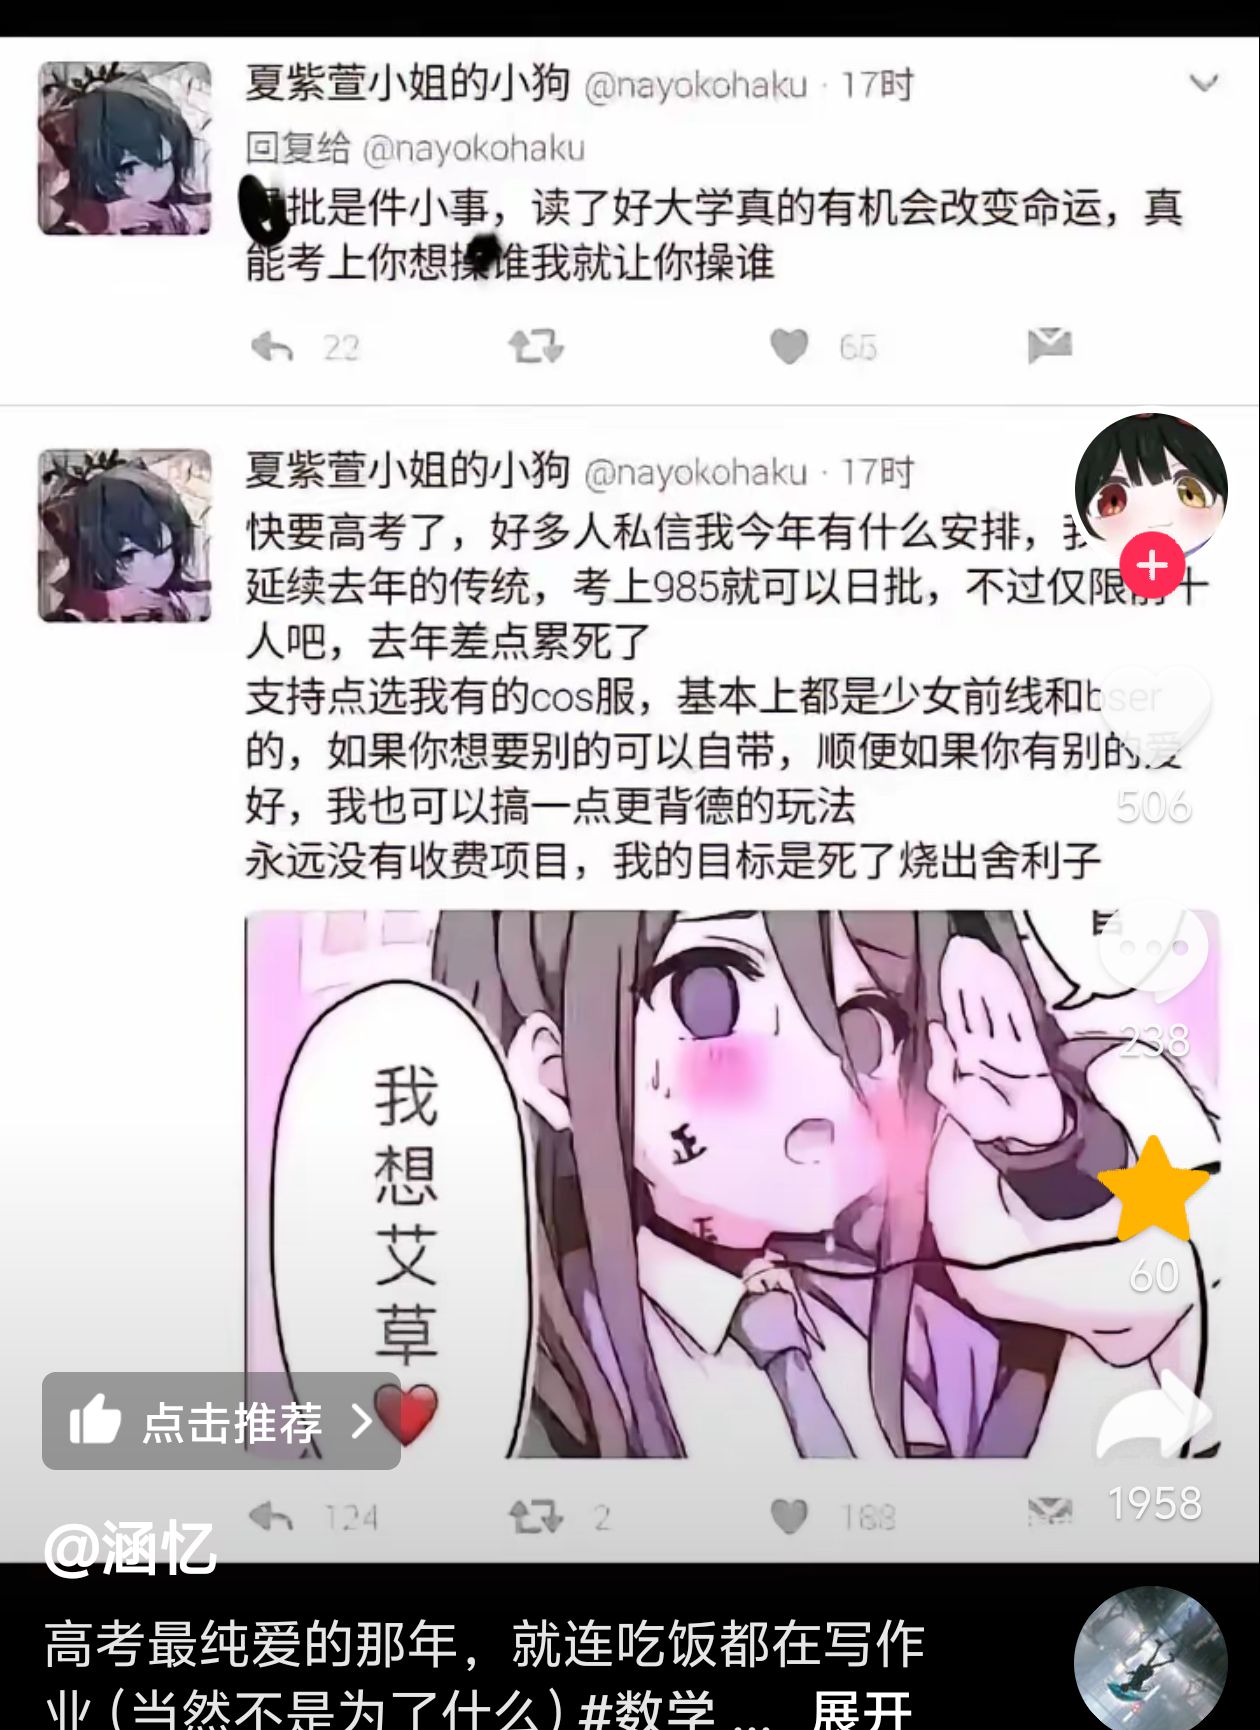 夏紫萱小姐的小狗 @nayokohaku · 17时
回复给 @nayokohaku
批是件小事，读了好大学真的有机会改变命运，真
能考上你想操谁我就让你操谁
22
65
夏紫萱小姐的小狗 @nayokohaku · 17时
快要高考了，好多人私信我今年有什么安排，我
延续去年的传统，考上985就可以日批，不过仅限前十
人吧，去年差点累死了
支持点选我有的cos服，基本上都是少女前线和bser
的，如果你想要别的可以自带，顺便如果你有别的爱
好，我也可以搞一点更背德的玩法
506
永远没有收费项目，我的目标是死了烧出舍利子
238
我想艾草
正
正
60
点击推荐
124
2
188
1958
@涵忆
高考最纯爱的那年，就连吃饭都在写作
业(当然不是为了什么)#数学 ... 展开